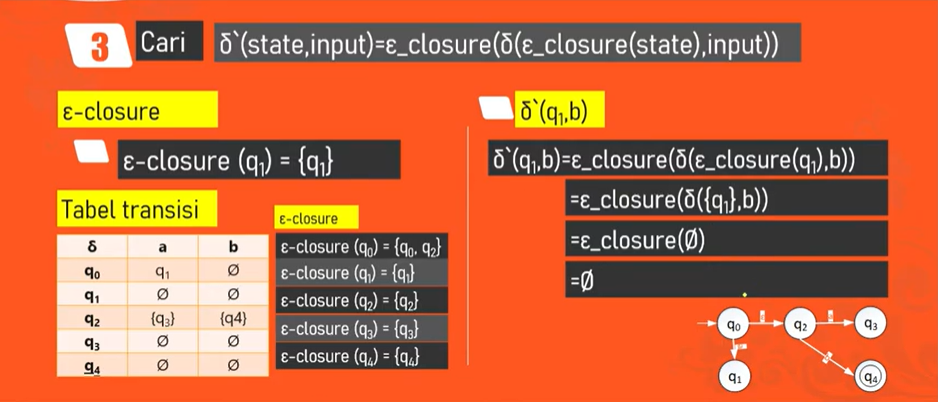 3 Cari δ`(state,input)=ε_closure(δ(ε_closure(state),input))
ε-closure
ε-closure (q₁) = {q₁}
Tabel transisi
δ a b
q₀ q₁ Ø
q₁ Ø Ø
q₂ {q₃} {q4}
q₃ Ø Ø
q₄ Ø Ø
ε-closure
ε-closure (q₀) = {q₀, q₂}
ε-closure (q₁) = {q₁}
ε-closure (q₂) = {q₂}
ε-closure (q₃) = {q₃}
ε-closure (q₄) = {q₄}
δ`(q₁,b)
δ`(q₁,b)=ε_closure(δ(ε_closure(q₁),b))
=ε_closure(δ({q₁},b))
=ε_closure(Ø)
=Ø
q₀ q₂ q₃
q₁ q₄